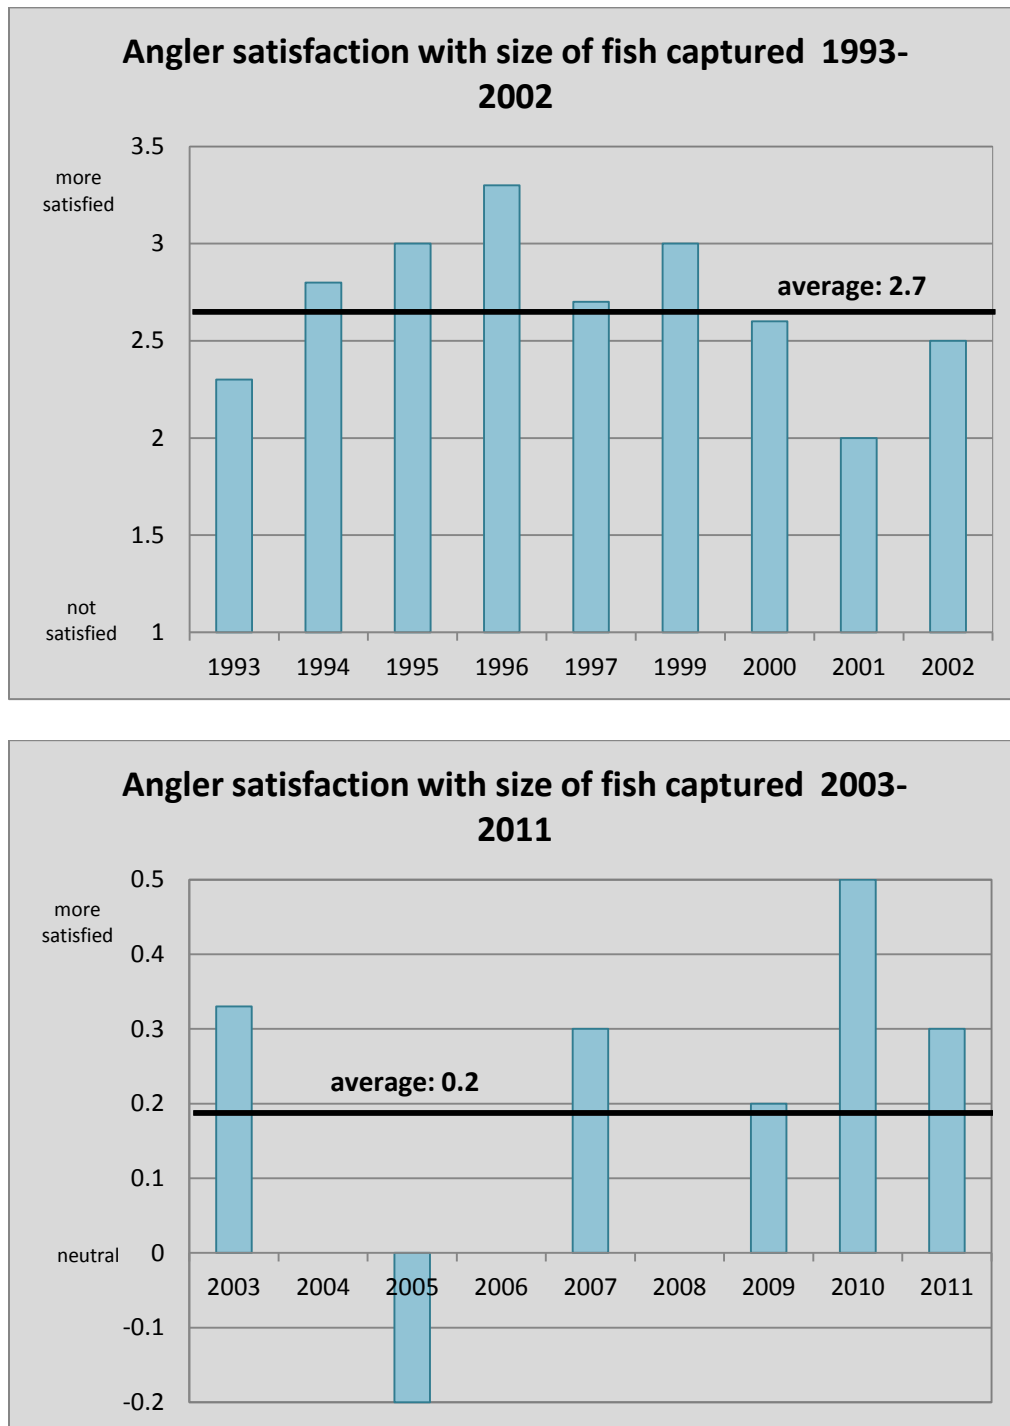 Angler satisfaction with size of fish captured 1993-
2002
3.5
more
satisfied
3
average: 2.7
2.5
2
1.5
not
satisfied
1
1993 1994 1995 1996 1997 1999 2000 2001 2002
Angler satisfaction with size of fish captured 2003-
2011
0.5
more
satisfied
0.4
0.3
average: 0.2
0.2
0.1
neutral 0
2003 2004 2005 2006 2007 2008 2009 2010 2011
-0.1
-0.2